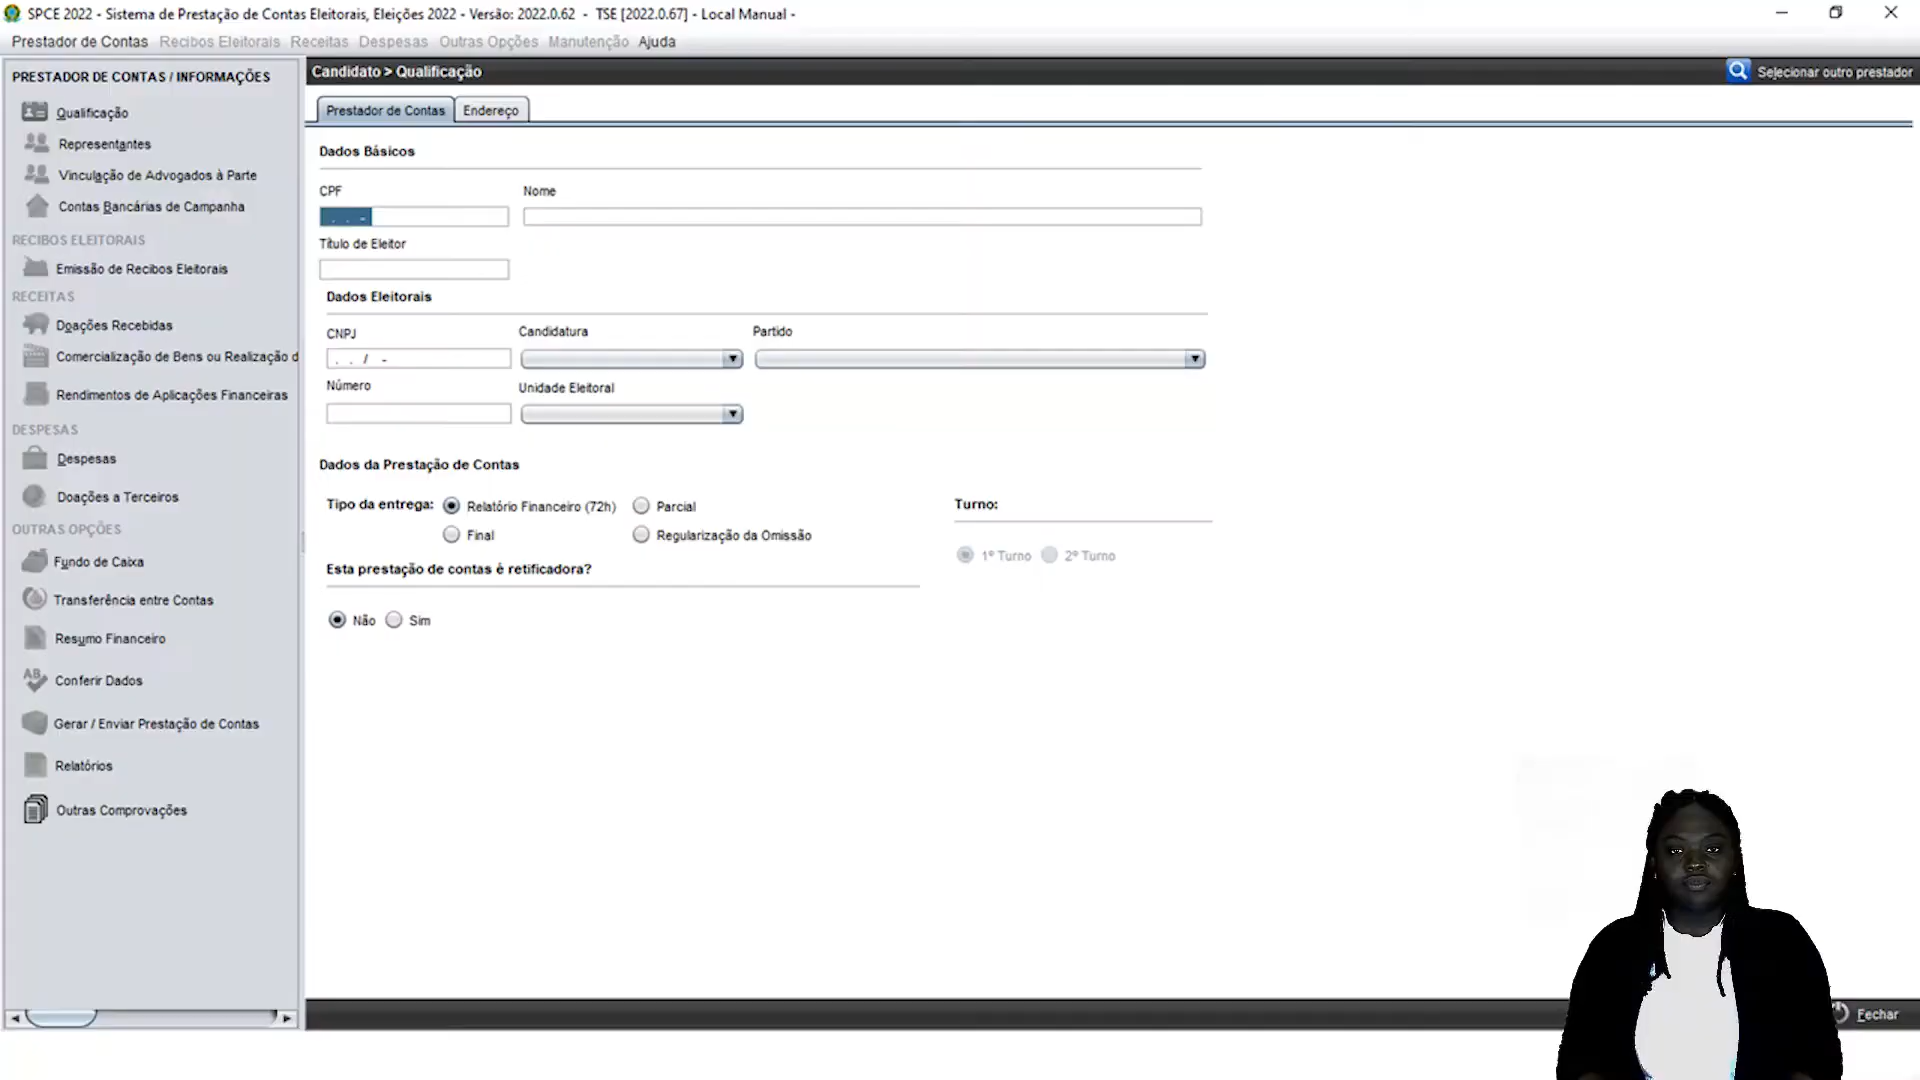 SPCE 2022 - Sistema de Prestação de Contas Eleitorais, Eleições 2022 - Versão: 2022.0.62 - TSE [2022.0.67] - Local Manual -
Prestador de Contas Recibos Eleitorais Receitas Despesas Outras Opções Manutenção Ajuda
PRESTADOR DE CONTAS / INFORMAÇÕES
Qualificação
Representantes
Vinculação de Advogados à Parte
Contas Bancárias de Campanha
RECIBOS ELEITORAIS
Emissão de Recibos Eleitorais
RECEITAS
Doações Recebidas
Comercialização de Bens ou Realização d
Rendimentos de Aplicações Financeiras
DESPESAS
Despesas
Doações a Terceiros
OUTRAS OPÇÕES
Fundo de Caixa
Transferência entre Contas
Resumo Financeiro
Conferir Dados
Gerar / Enviar Prestação de Contas
Relatórios
Outras Comprovações
Candidato > Qualificação
Selecionar outro prestador
Prestador de Contas Endereço
Dados Básicos
CPF Nome
. . -
Título de Eleitor
Dados Eleitorais
CNPJ Candidatura Partido
. . / -
Número Unidade Eleitoral
Dados da Prestação de Contas
Tipo da entrega: Relatório Financeiro (72h) Parcial
Final Regularização da Omissão
Turno:
1º Turno 2º Turno
Esta prestação de contas é retificadora?
Não Sim
Fechar